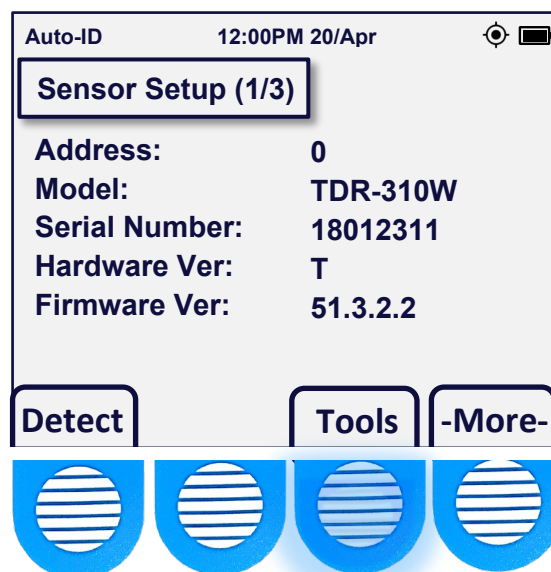 Auto-ID 12:00PM 20/Apr
Sensor Setup (1/3)
Address: 0
Model: TDR-310W
Serial Number: 18012311
Hardware Ver: T
Firmware Ver: 51.3.2.2
Detect Tools -More-